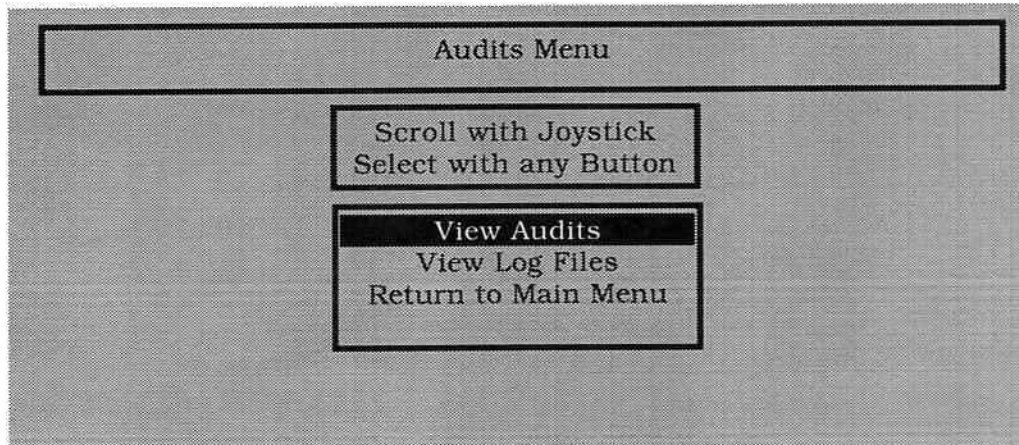 Audits Menu
Scroll with Joystick
Select with any Button
View Audits
View Log Files
Return to Main Menu